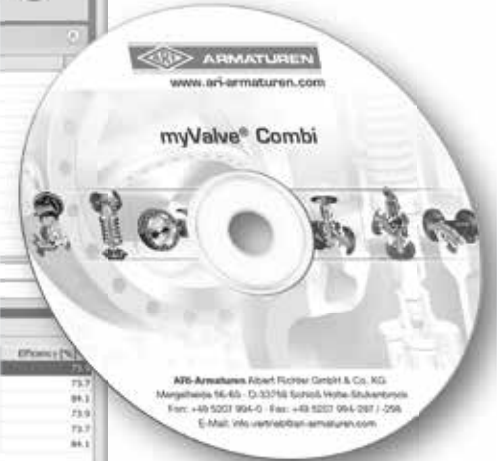 ARI ARMATUREN
www.ari-armaturen.com
myValve® Combi
ARI-Armaturen Albert Richter GmbH & Co. KG
Mergelheide 56-60 · D-33758 Schloß Holte-Stukenbrock
Fon: +49 5207 994-0 · Fax: +49 5207 994-297 / -298
E-Mail: info.vertrieb@ari-armaturen.com
Efficiency [%]
73.9
73.7
84.1
73.9
73.7
84.1